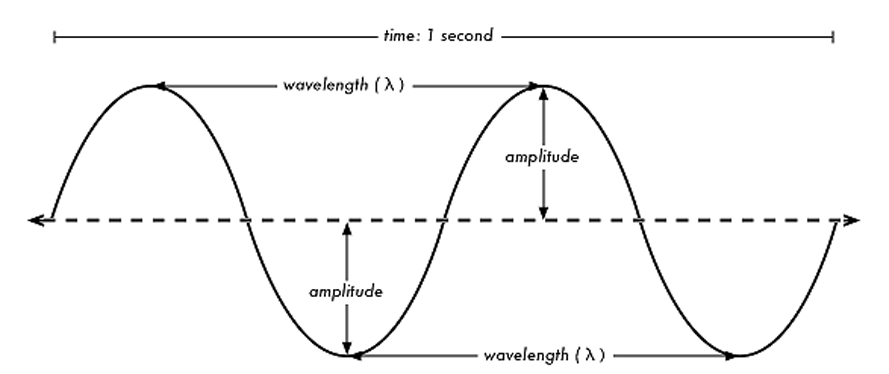 time: 1 second
wavelength ( λ )
amplitude
amplitude
wavelength ( λ )